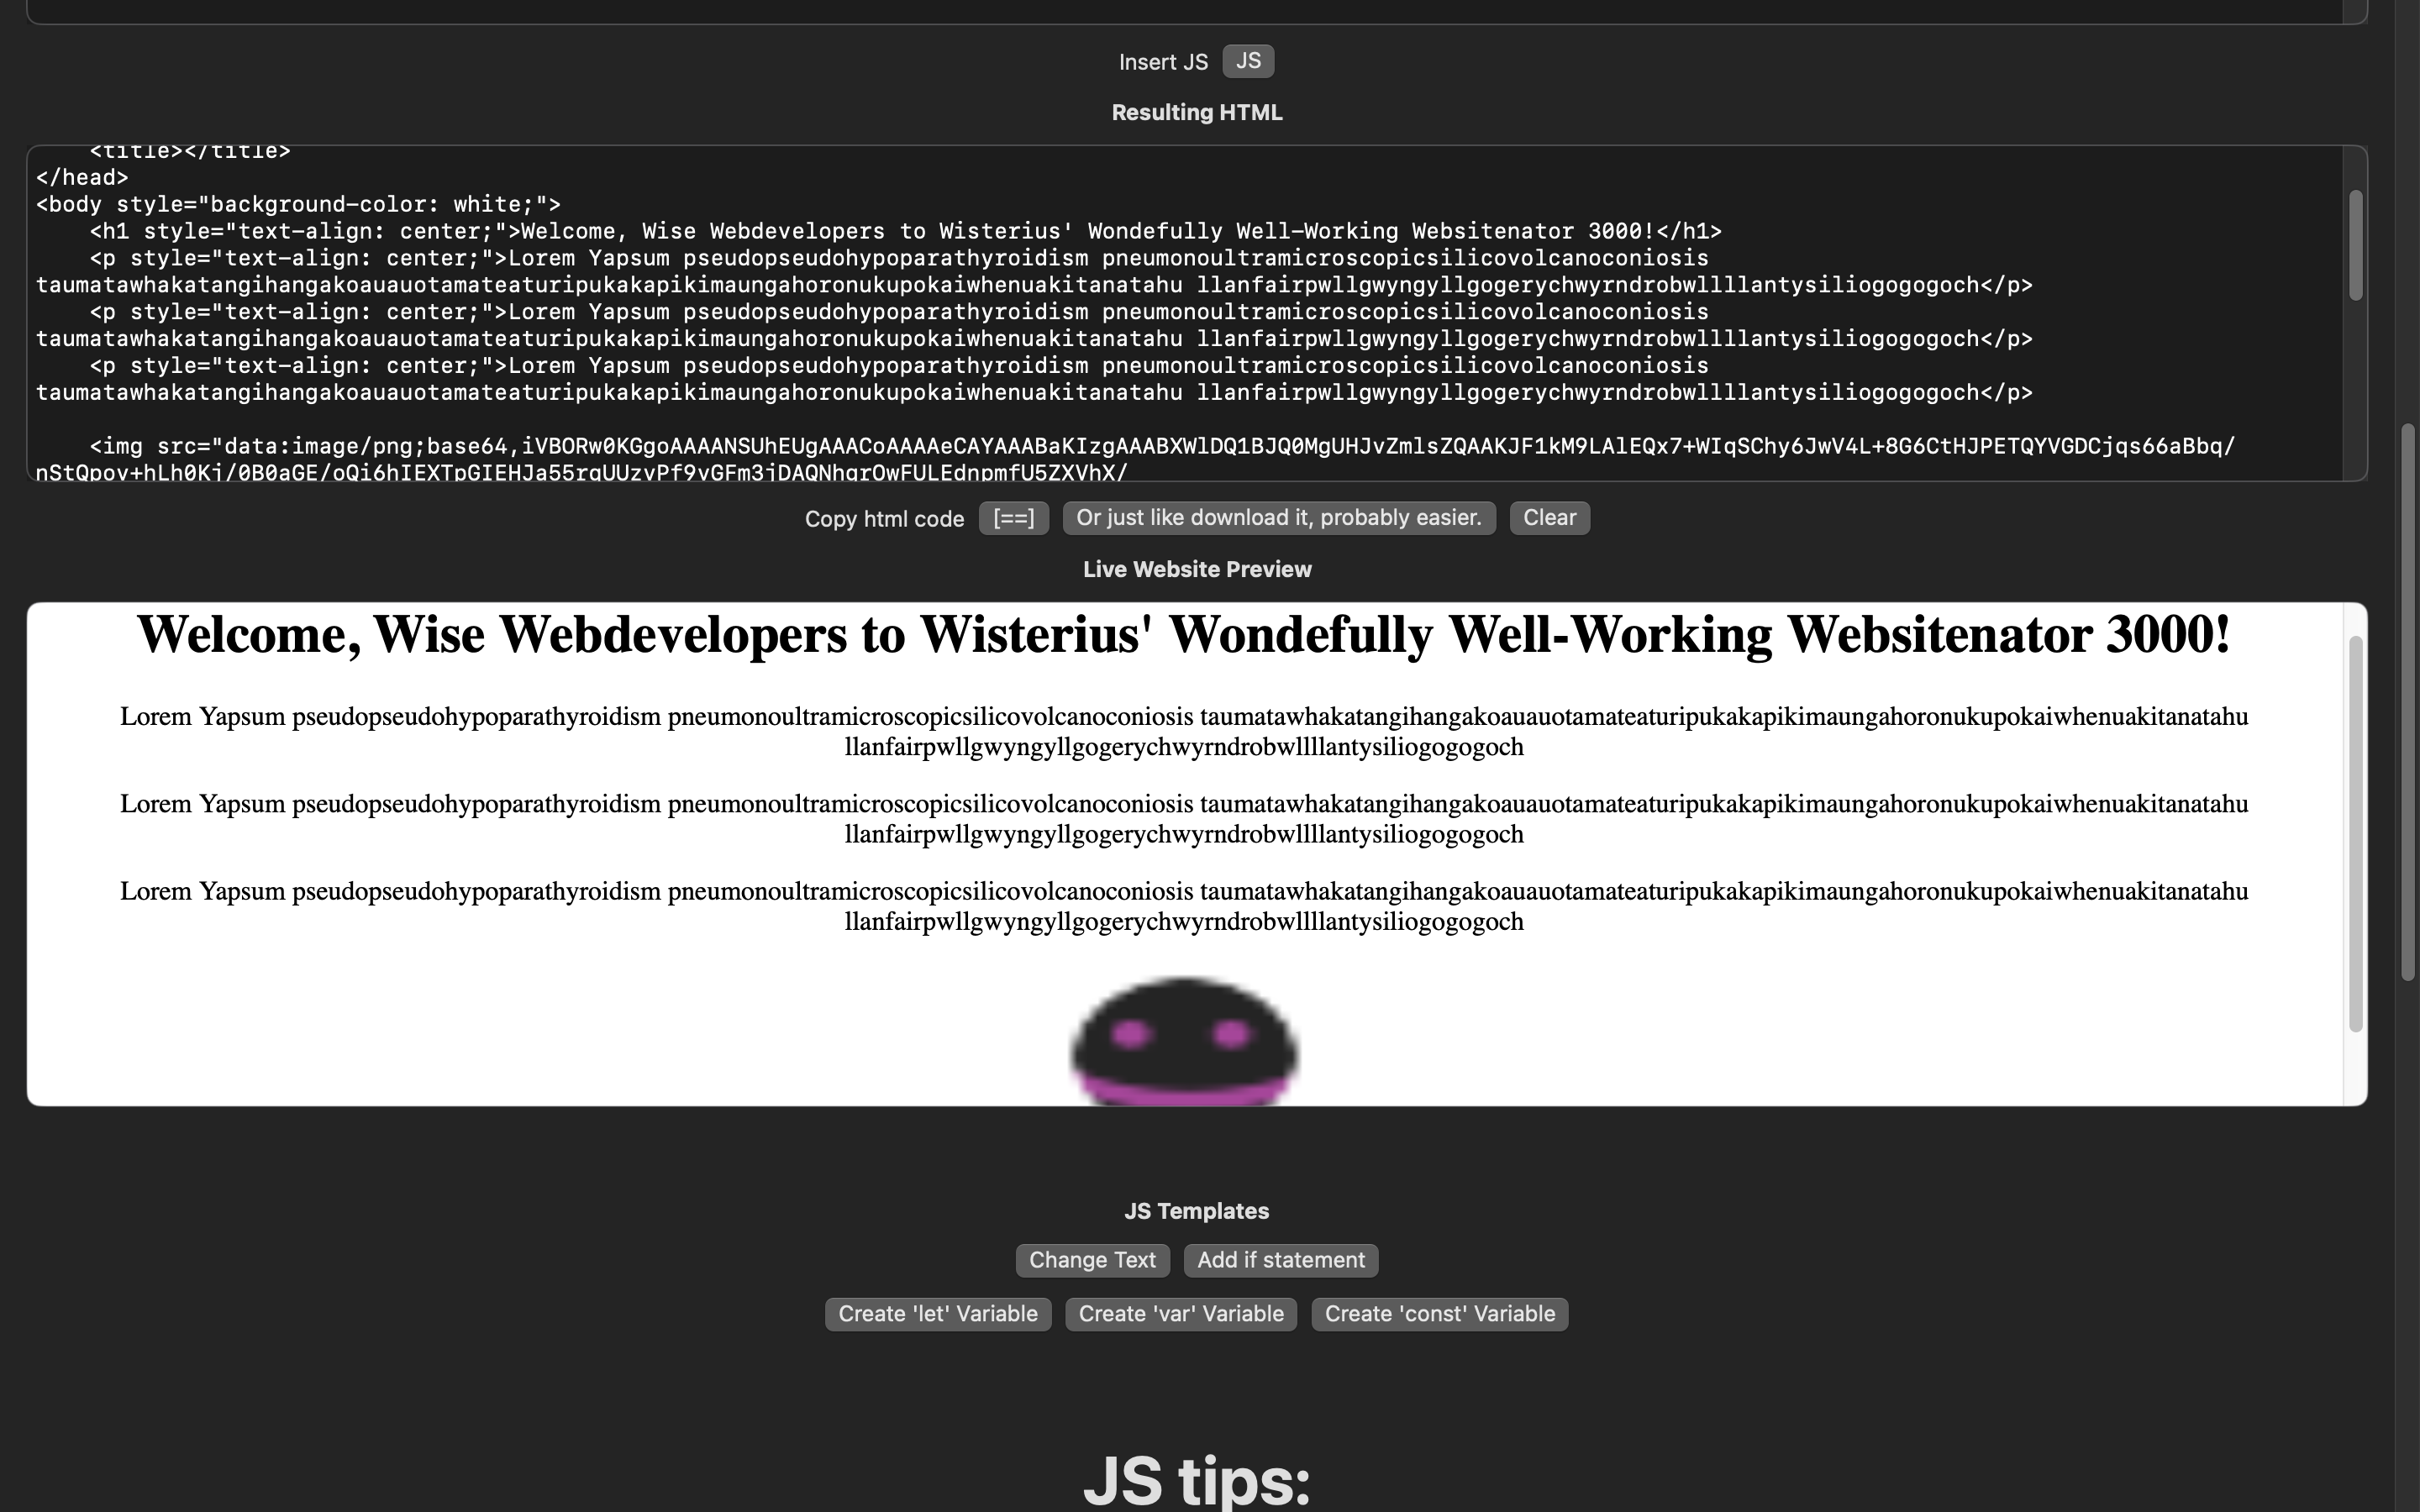 Insert JS JS
Resulting HTML
<title></title>
</head>
<body style="background-color: white;">
<h1 style="text-align: center;">Welcome, Wise Webdevelopers to Wisterius' Wondefully Well-Working Websitenator 3000!</h1>
<p style="text-align: center;">Lorem Yapsum pseudopseudohypoparathyroidism pneumonoultramicroscopicsilicovolcanoconiosis
taumatawhakatangihangakoauauotamateaturipukakapikimaungahoronukupokaiwhenuakitanatahu llanfairpwllgwyngyllgogerychwyrndrobwllllantysiliogogogoch</p>
<p style="text-align: center;">Lorem Yapsum pseudopseudohypoparathyroidism pneumonoultramicroscopicsilicovolcanoconiosis
taumatawhakatangihangakoauauotamateaturipukakapikimaungahoronukupokaiwhenuakitanatahu llanfairpwllgwyngyllgogerychwyrndrobwllllantysiliogogogoch</p>
<p style="text-align: center;">Lorem Yapsum pseudopseudohypoparathyroidism pneumonoultramicroscopicsilicovolcanoconiosis
taumatawhakatangihangakoauauotamateaturipukakapikimaungahoronukupokaiwhenuakitanatahu llanfairpwllgwyngyllgogerychwyrndrobwllllantysiliogogogoch</p>
<img src="data:image/png;base64,iVBORw0KGgoAAAANSUhEUgAAACoAAAAeCAYAAABaKIzgAAABXWlDQ1BJQ0MgUHJvZmlsZQAAKJF1kM9LAlEQx7+WIqSChy6JwV4L+8G6CtHJPETQYVGDCjqs66aBbq/
Copy html code [==] Or just like download it, probably easier. Clear
Live Website Preview
Welcome, Wise Webdevelopers to Wisterius' Wondefully Well-Working Websitenator 3000!
Lorem Yapsum pseudopseudohypoparathyroidism pneumonoultramicroscopicsilicovolcanoconiosis taumatawhakatangihangakoauauotamateaturipukakapikimaungahoronukupokaiwhenuakitanatahu
llanfairpwllgwyngyllgogerychwyrndrobwllllantysiliogogogoch
Lorem Yapsum pseudopseudohypoparathyroidism pneumonoultramicroscopicsilicovolcanoconiosis taumatawhakatangihangakoauauotamateaturipukakapikimaungahoronukupokaiwhenuakitanatahu
llanfairpwllgwyngyllgogerychwyrndrobwllllantysiliogogogoch
Lorem Yapsum pseudopseudohypoparathyroidism pneumonoultramicroscopicsilicovolcanoconiosis taumatawhakatangihangakoauauotamateaturipukakapikimaungahoronukupokaiwhenuakitanatahu
llanfairpwllgwyngyllgogerychwyrndrobwllllantysiliogogogoch
JS Templates
Change Text Add if statement
Create 'let' Variable Create 'var' Variable Create 'const' Variable
JS tips: